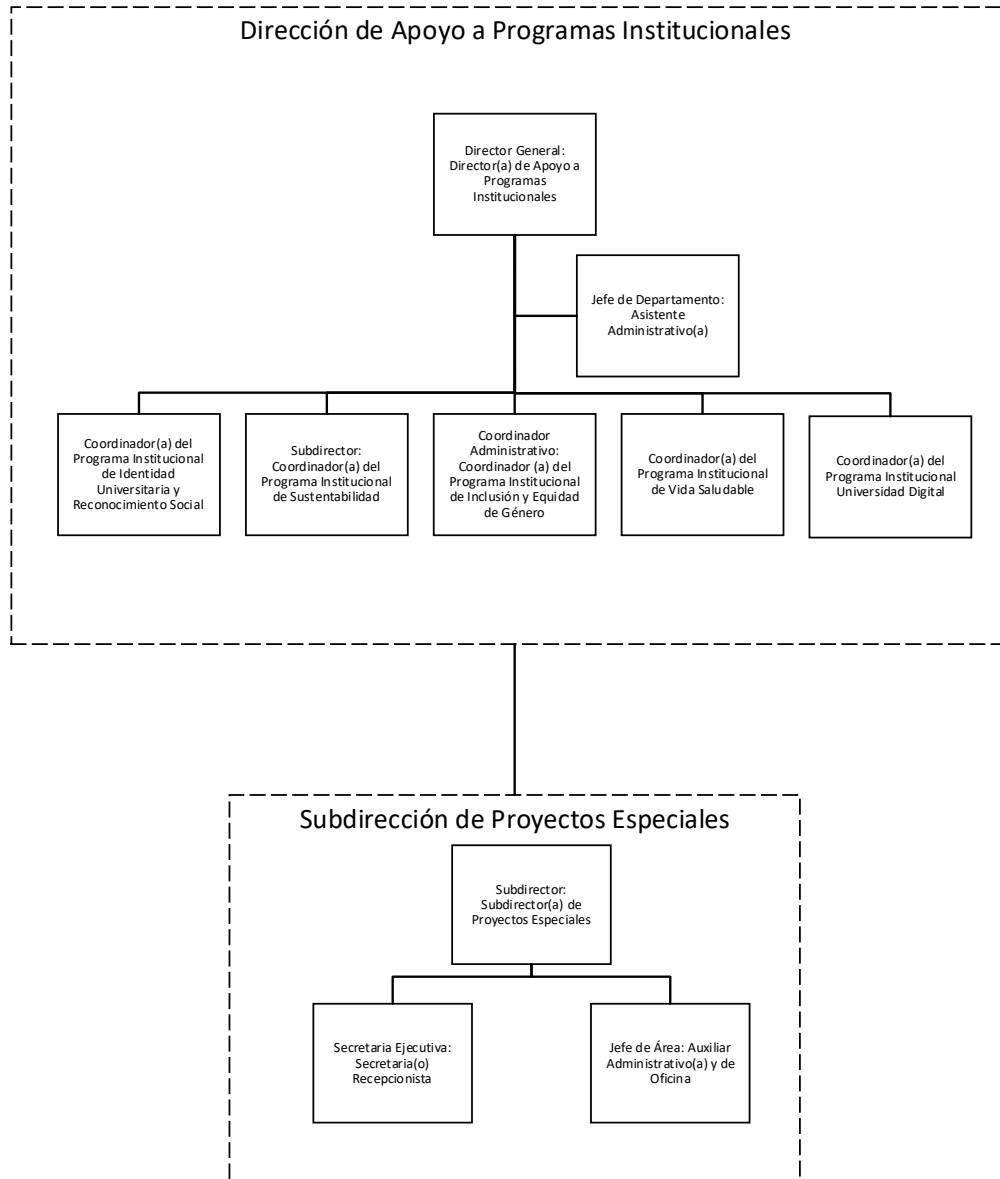 Dirección de Apoyo a Programas Institucionales
Director General:
Director(a) de Apoyo a
Programas
Institucionales
Jefe de Departamento:
Asistente
Administrativo(a)
Coordinador(a) del
Programa Institucional
de Identidad
Universitaria y
Reconocimiento Social
Subdirector:
Coordinador(a) del
Programa Institucional
de Sustentabilidad
Coordinador
Administrativo:
Coordinador (a) del
Programa Institucional
de Inclusión y Equidad
de Género
Coordinador(a) del
Programa Institucional
de Vida Saludable
Coordinador(a) del
Programa Institucional
Universidad Digital
Subdirección de Proyectos Especiales
Subdirector:
Subdirector(a) de
Proyectos Especiales
Secretaria Ejecutiva:
Secretaria(o)
Recepcionista
Jefe de Área: Auxiliar
Administrativo(a) y de
Oficina